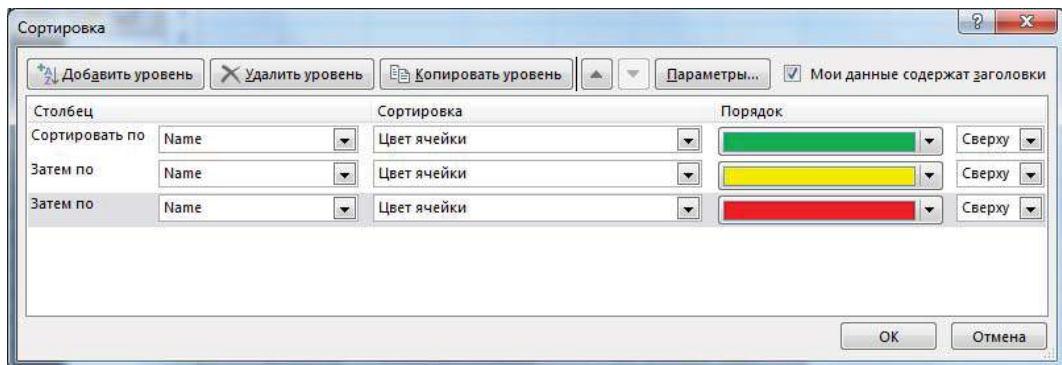 Сортировка
Добавить уровень Удалить уровень Копировать уровень Параметры... Мои данные содержат заголовки
Столбец Сортировка Порядок
Сортировать по Name Цвет ячейки Сверху
Затем по Name Цвет ячейки Сверху
Затем по Name Цвет ячейки Сверху
ОК Отмена